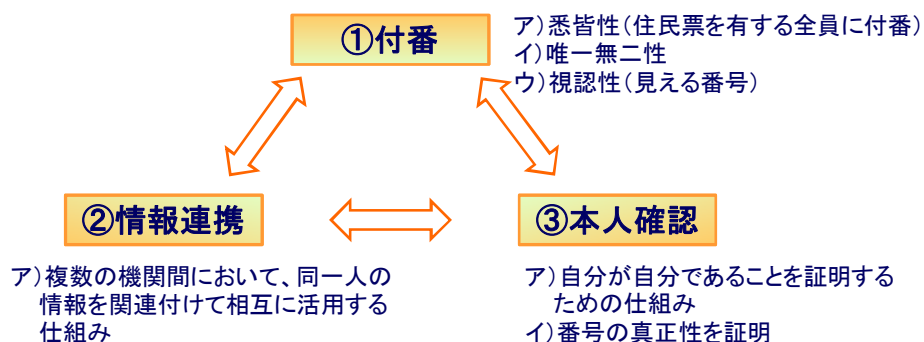 ①付番
ア)悉皆性(住民票を有する全員に付番)
イ)唯一無二性
ウ)視認性(見える番号)
②情報連携
ア)複数の機関間において、同一人の
情報を関連付けて相互に活用する
仕組み
③本人確認
ア)自分が自分であることを証明する
ための仕組み
イ)番号の真正性を証明